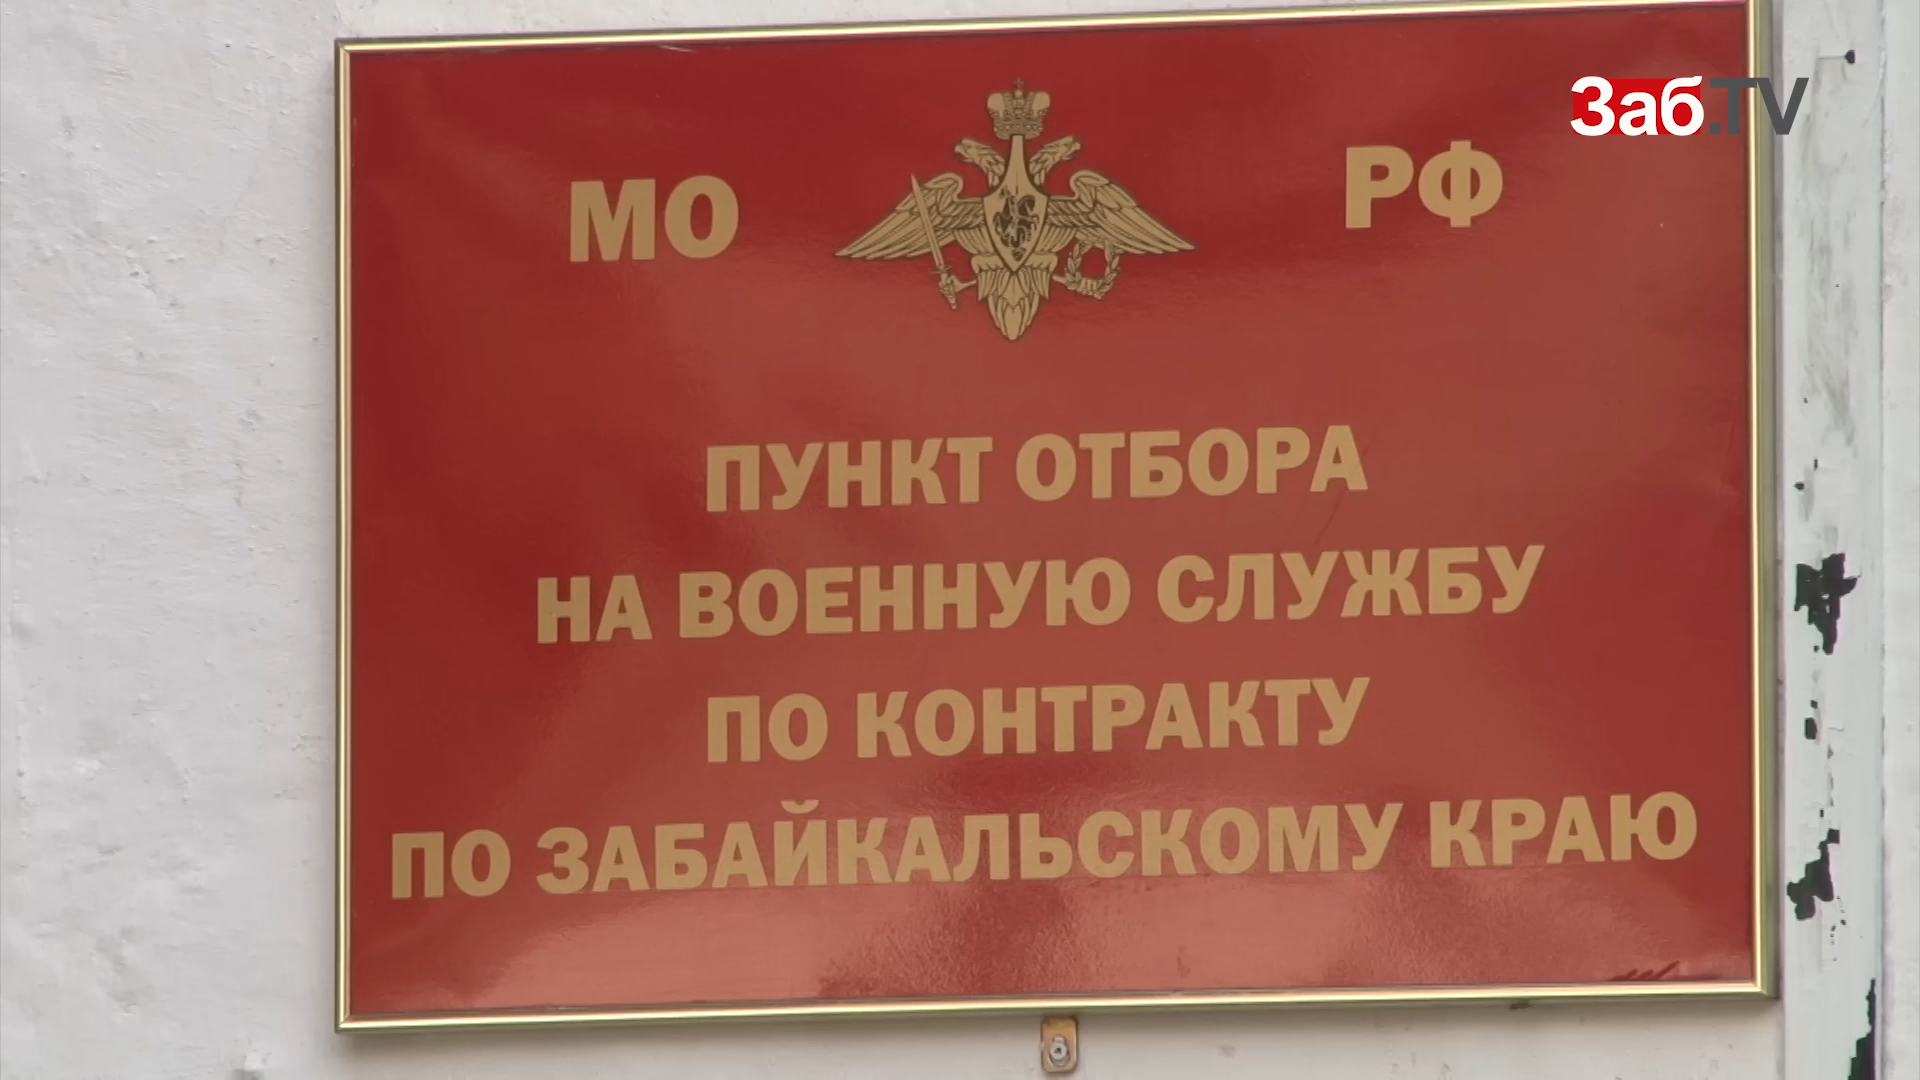 Заб.TV
МО РФ
ПУНКТ ОТБОРА
НА ВОЕННУЮ СЛУЖБУ
ПО КОНТРАКТУ
ПО ЗАБАЙКАЛЬСКОМУ КРАЮ